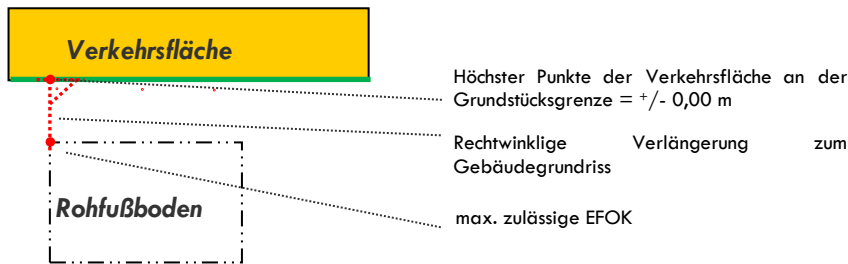 Verkehrsfläche
Höchster Punkte der Verkehrsfläche an der
Grundstücksgrenze = +/- 0,00 m
Rechtwinklige Verlängerung zum
Gebäudegrundriss
Rohfußboden
max. zulässige EFOK